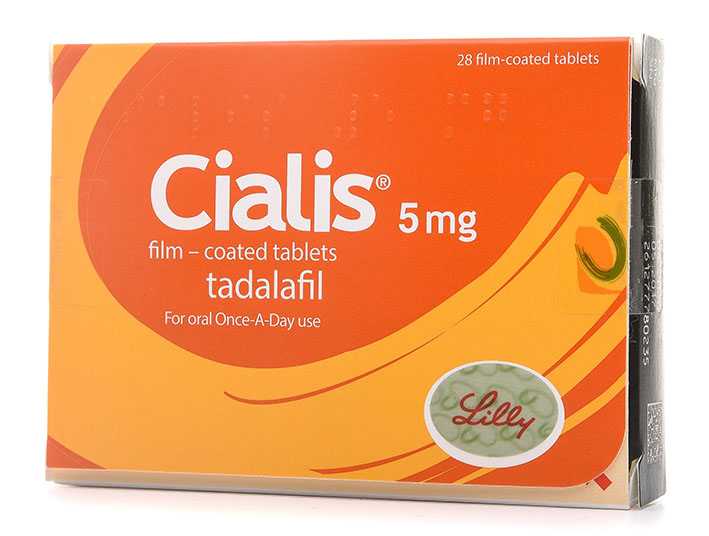 28 film-coated tablets
Cialis® 5 mg
film – coated tablets
tadalafil
For oral Once-A-Day use
Lilly